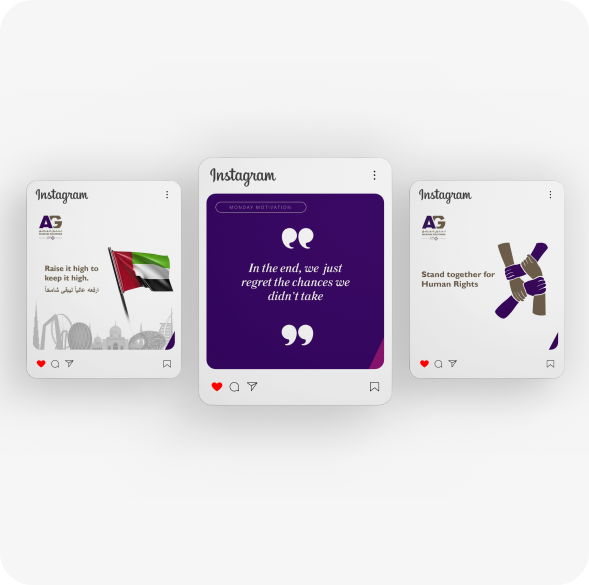 Instagram
AG
Raise it high to
keep it high.
ارفعه عالياً ليبقى شامخاً
Instagram
MONDAY MOTIVATION
In the end, we just
regret the chances we
didn't take
Instagram
AG
Stand together for
Human Rights